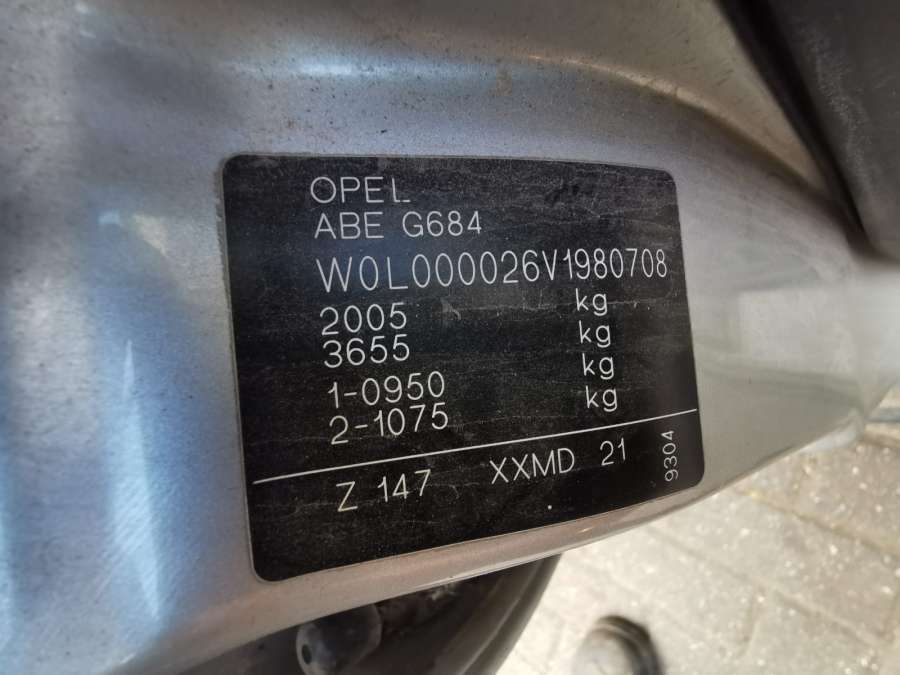 OPEL
ABE G684
W0L000026V1980708
2005 kg
3655 kg
1-0950 kg
2-1075 kg
Z 147 XXMD 21 9304